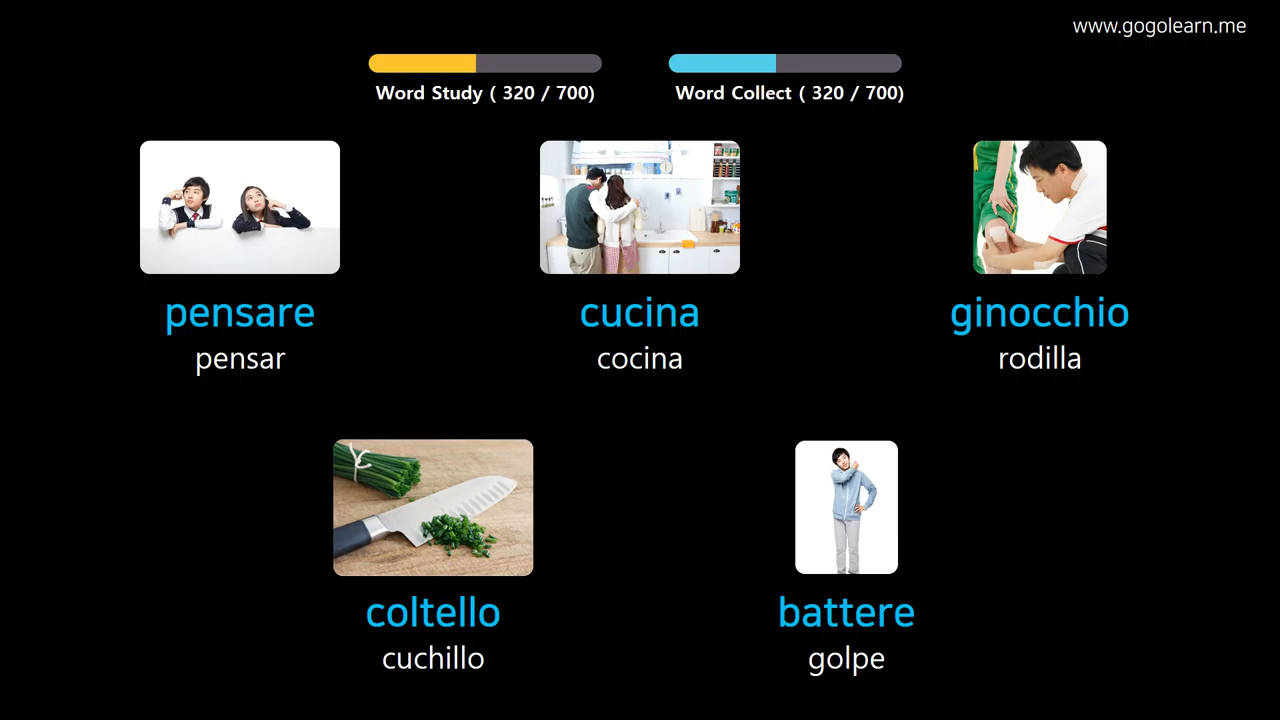 www.gogolearn.me
Word Study ( 320 / 700)
Word Collect ( 320 / 700)
pensare
pensar
cucina
cocina
ginocchio
rodilla
coltello
cuchillo
battere
golpe